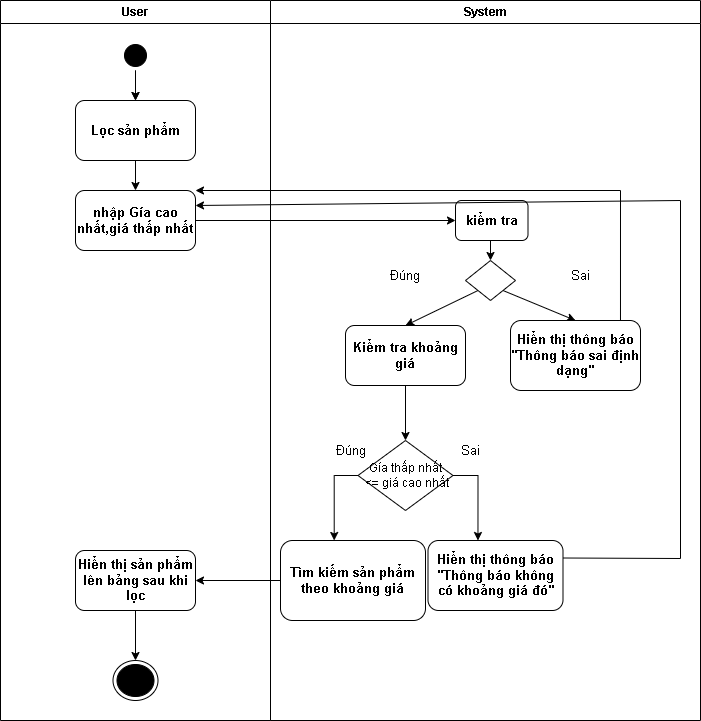 User
System
Lọc sản phẩm
nhập Gía cao
nhất,giá thấp nhất
kiểm tra
Đúng
Sai
Kiểm tra khoảng
giá
Hiển thị thông báo
"Thông báo sai định
dạng"
Đúng
Sai
Gía thấp nhất
<= giá cao nhất
Hiển thị sản phẩm
lên bảng sau khi
lọc
Tìm kiếm sản phẩm
theo khoảng giá
Hiển thị thông báo
"Thông báo không
có khoảng giá đó"